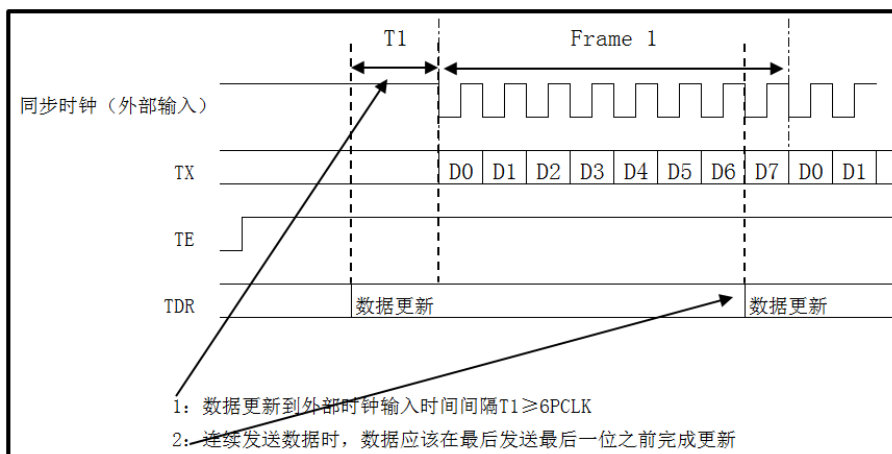 T1 Frame 1
同步时钟（外部输入）
TX D0 D1 D2 D3 D4 D5 D6 D7 D0 D1
TE
TDR 数据更新 数据更新
1: 数据更新到外部时钟输入时间间隔T1≥6PCLK
2: 连续发送数据时，数据应该在最后发送最后一位之前完成更新